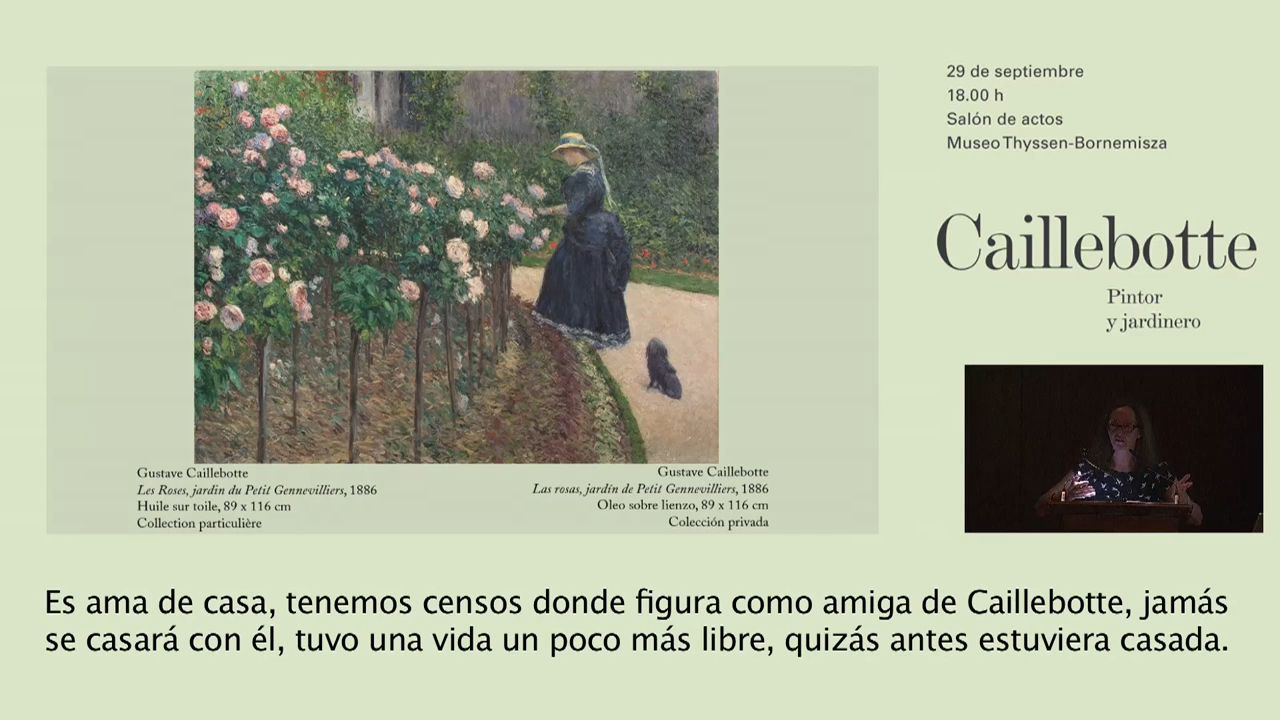 29 de septiembre
18.00 h
Salón de actos
Museo Thyssen-Bornemisza
Caillebotte
Pintor
y jardinero
Gustave Caillebotte
Les Roses, jardin du Petit Gennevilliers, 1886
Huile sur toile, 89 x 116 cm
Collection particulière
Gustave Caillebotte
Las rosas, jardín de Petit Gennevilliers, 1886
Oleo sobre lienzo, 89 x 116 cm
Colección privada
Es ama de casa, tenemos censos donde figura como amiga de Caillebotte, jamás
se casará con él, tuvo una vida un poco más libre, quizás antes estuviera casada.